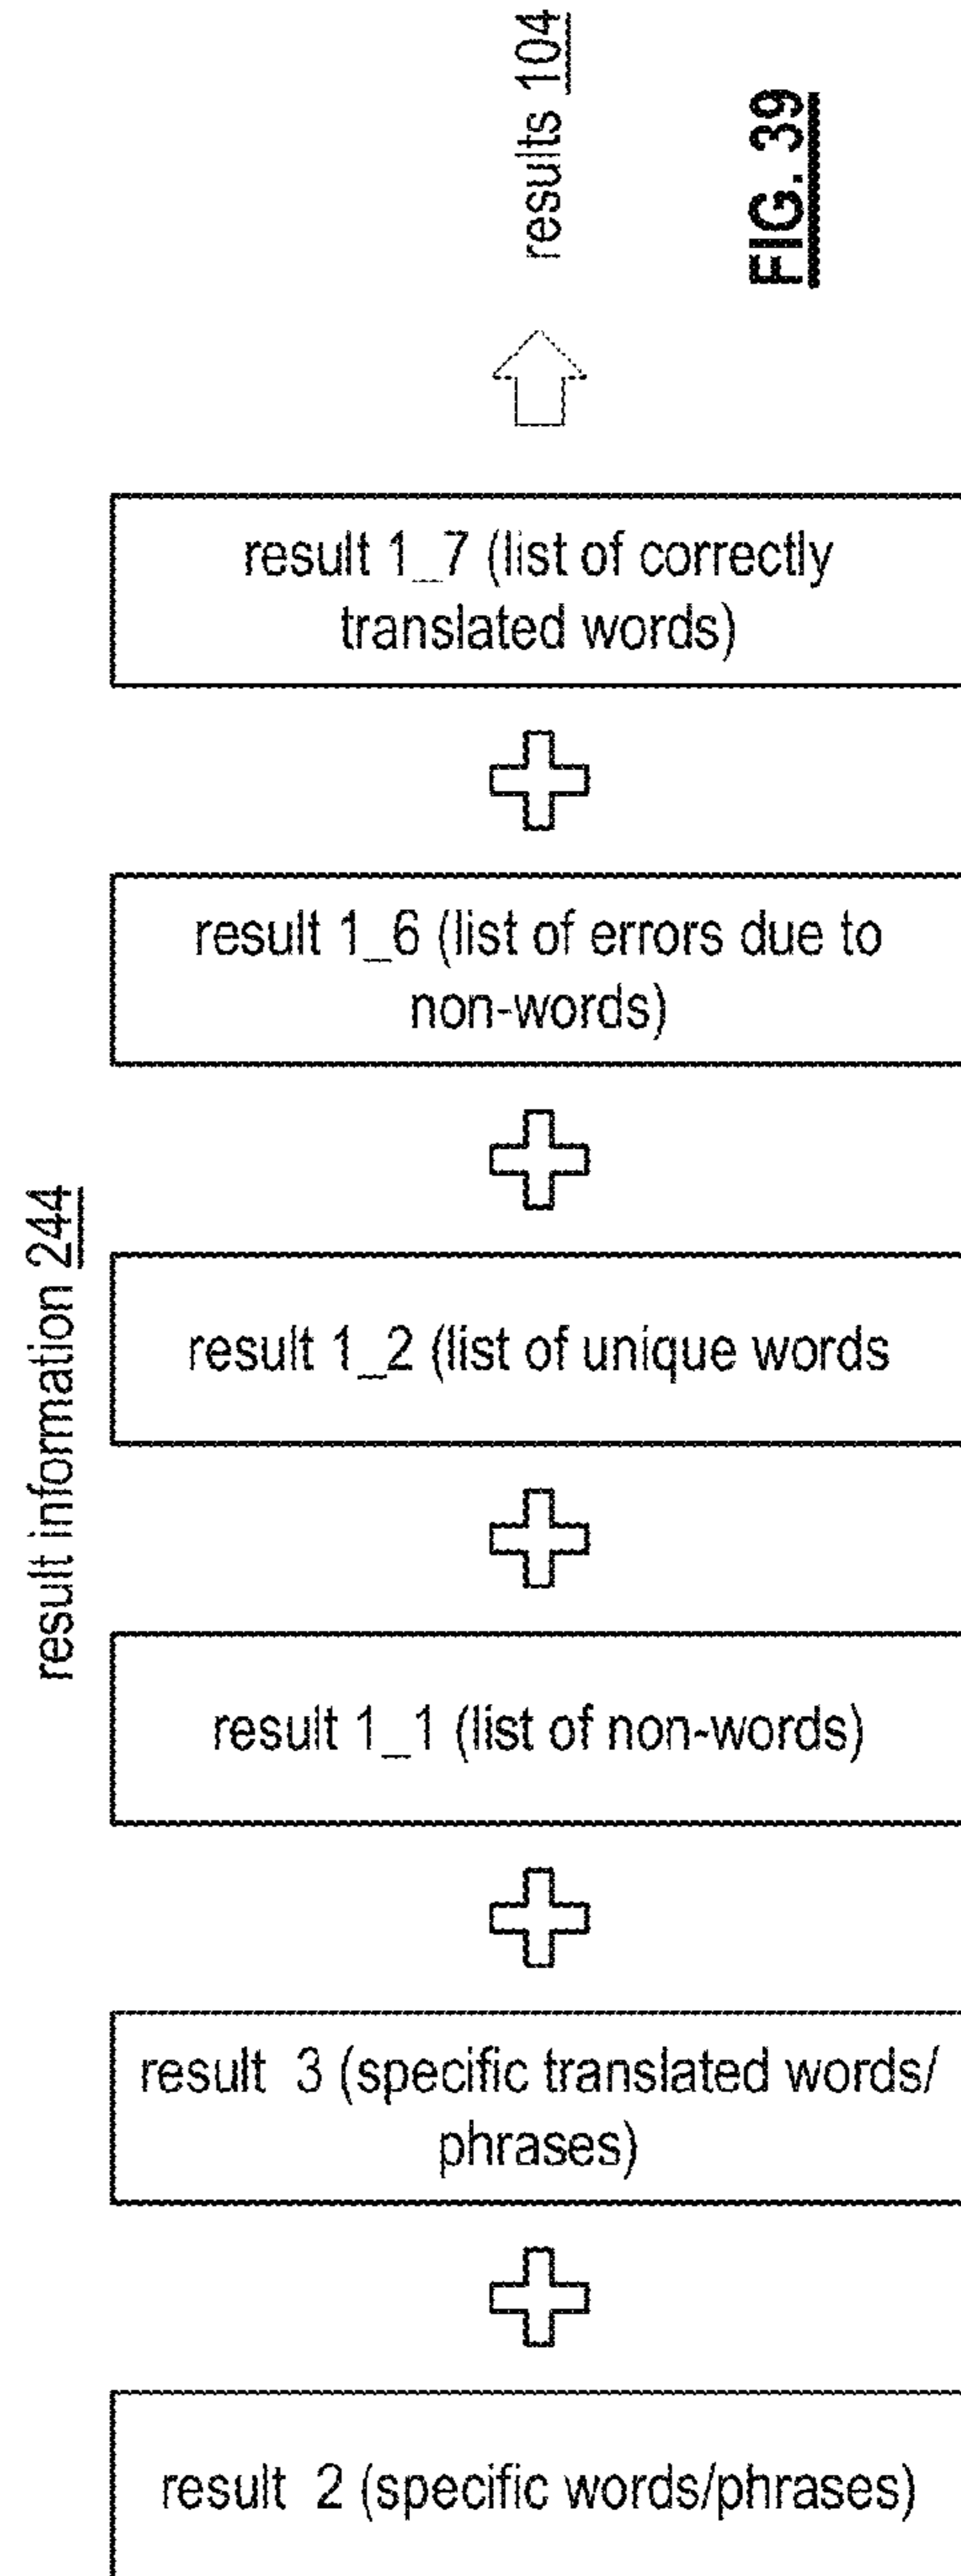 results 104
FIG. 39
result 1_7 (list of correctly
translated words)
result 1_6 (list of errors due to
non-words)
result information 244
result 1_2 (list of unique words
result 1_1 (list of non-words)
result 3 (specific translated words/
phrases)
result 2 (specific words/phrases)